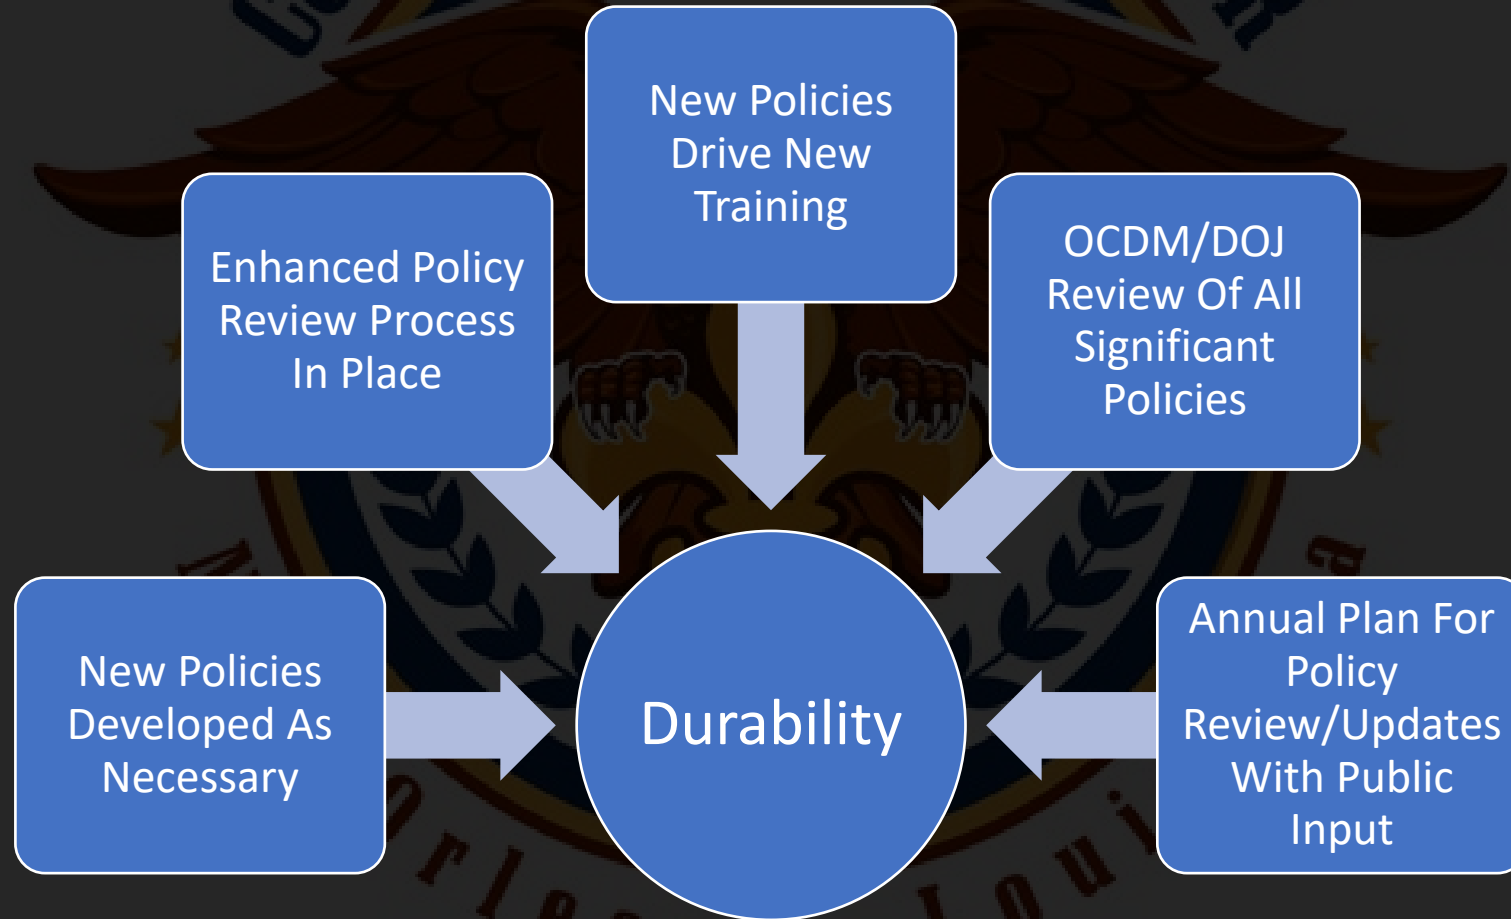 New Policies
Drive New
Training
Enhanced Policy
Review Process
In Place
OCDM/DOJ
Review Of All
Significant
Policies
New Policies
Developed As
Necessary
Durability
Annual Plan For
Policy
Review/Updates
With Public
Input